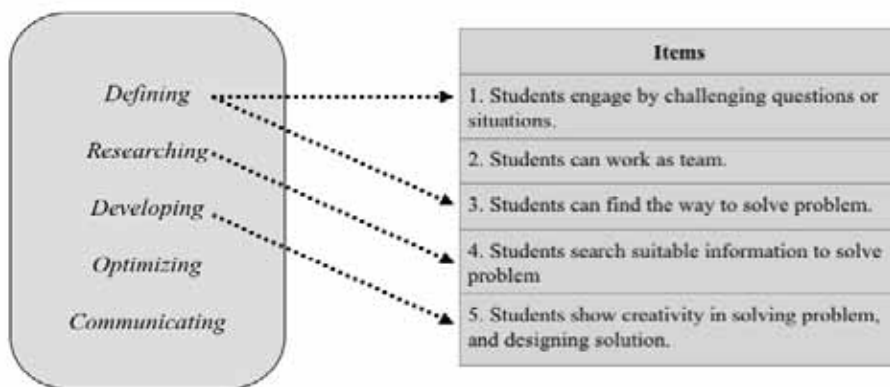 Defining
Researching
Developing
Optimizing
Communicating
Items
1. Students engage by challenging questions or
situations.
2. Students can work as team.
3. Students can find the way to solve problem.
4. Students search suitable information to solve
problem
5. Students show creativity in solving problem,
and designing solution.